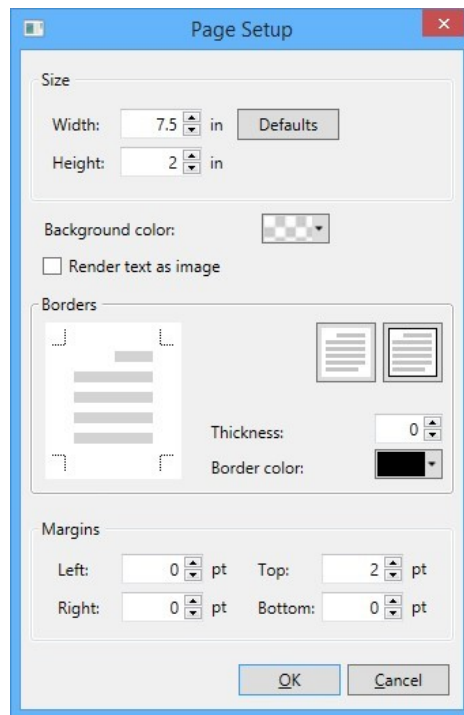 Page Setup
Size
Width: 7.5 in Defaults
Height: 2 in
Background color:
Render text as image
Borders
Thickness: 0
Border color:
Margins
Left: 0 pt Top: 2 pt
Right: 0 pt Bottom: 0 pt
OK Cancel